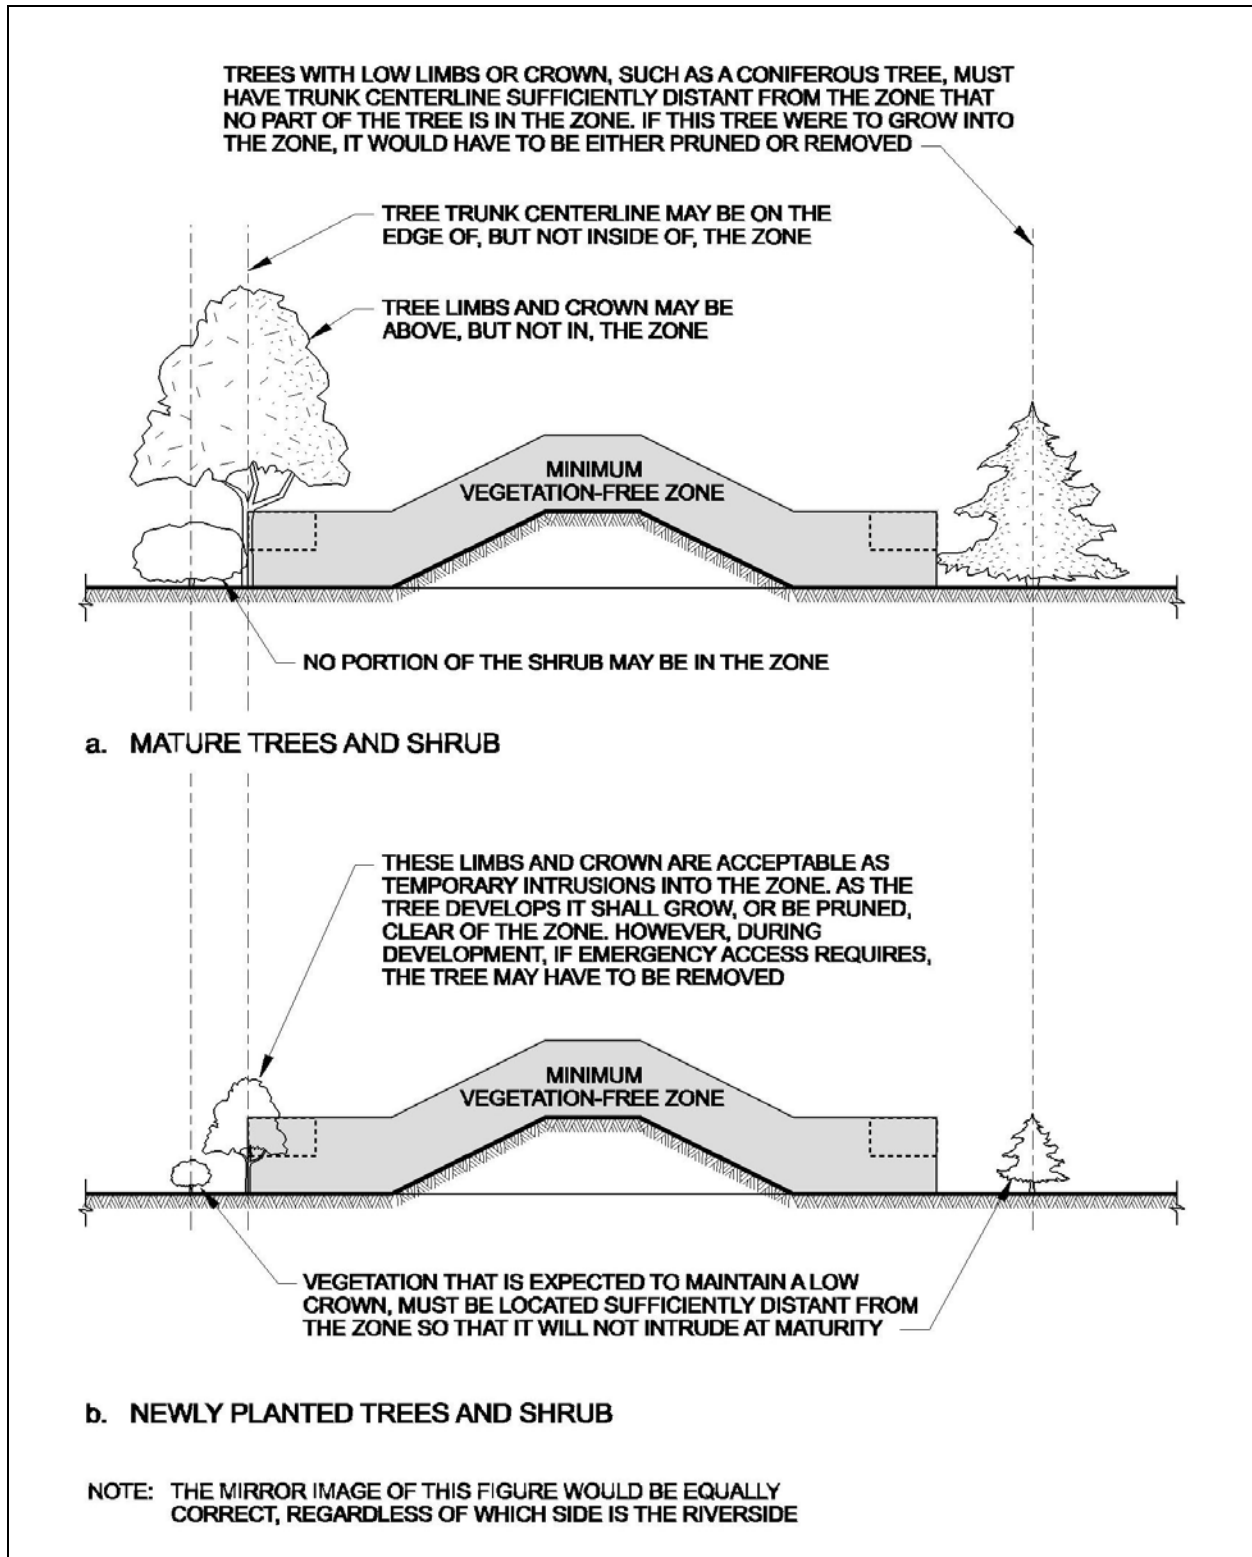 TREES WITH LOW LIMBS OR CROWN, SUCH AS A CONIFEROUS TREE, MUST
HAVE TRUNK CENTERLINE SUFFICIENTLY DISTANT FROM THE ZONE THAT
NO PART OF THE TREE IS IN THE ZONE. IF THIS TREE WERE TO GROW INTO
THE ZONE, IT WOULD HAVE TO BE EITHER PRUNED OR REMOVED
TREE TRUNK CENTERLINE MAY BE ON THE
EDGE OF, BUT NOT INSIDE OF, THE ZONE
TREE LIMBS AND CROWN MAY BE
ABOVE, BUT NOT IN, THE ZONE
MINIMUM
VEGETATION-FREE ZONE
NO PORTION OF THE SHRUB MAY BE IN THE ZONE
a. MATURE TREES AND SHRUB
THESE LIMBS AND CROWN ARE ACCEPTABLE AS
TEMPORARY INTRUSIONS INTO THE ZONE. AS THE
TREE DEVELOPS IT SHALL GROW, OR BE PRUNED,
CLEAR OF THE ZONE. HOWEVER, DURING
DEVELOPMENT, IF EMERGENCY ACCESS REQUIRES,
THE TREE MAY HAVE TO BE REMOVED
MINIMUM
VEGETATION-FREE ZONE
VEGETATION THAT IS EXPECTED TO MAINTAIN A LOW
CROWN, MUST BE LOCATED SUFFICIENTLY DISTANT FROM
THE ZONE SO THAT IT WILL NOT INTRUDE AT MATURITY
b. NEWLY PLANTED TREES AND SHRUB
NOTE: THE MIRROR IMAGE OF THIS FIGURE WOULD BE EQUALLY
CORRECT, REGARDLESS OF WHICH SIDE IS THE RIVERSIDE